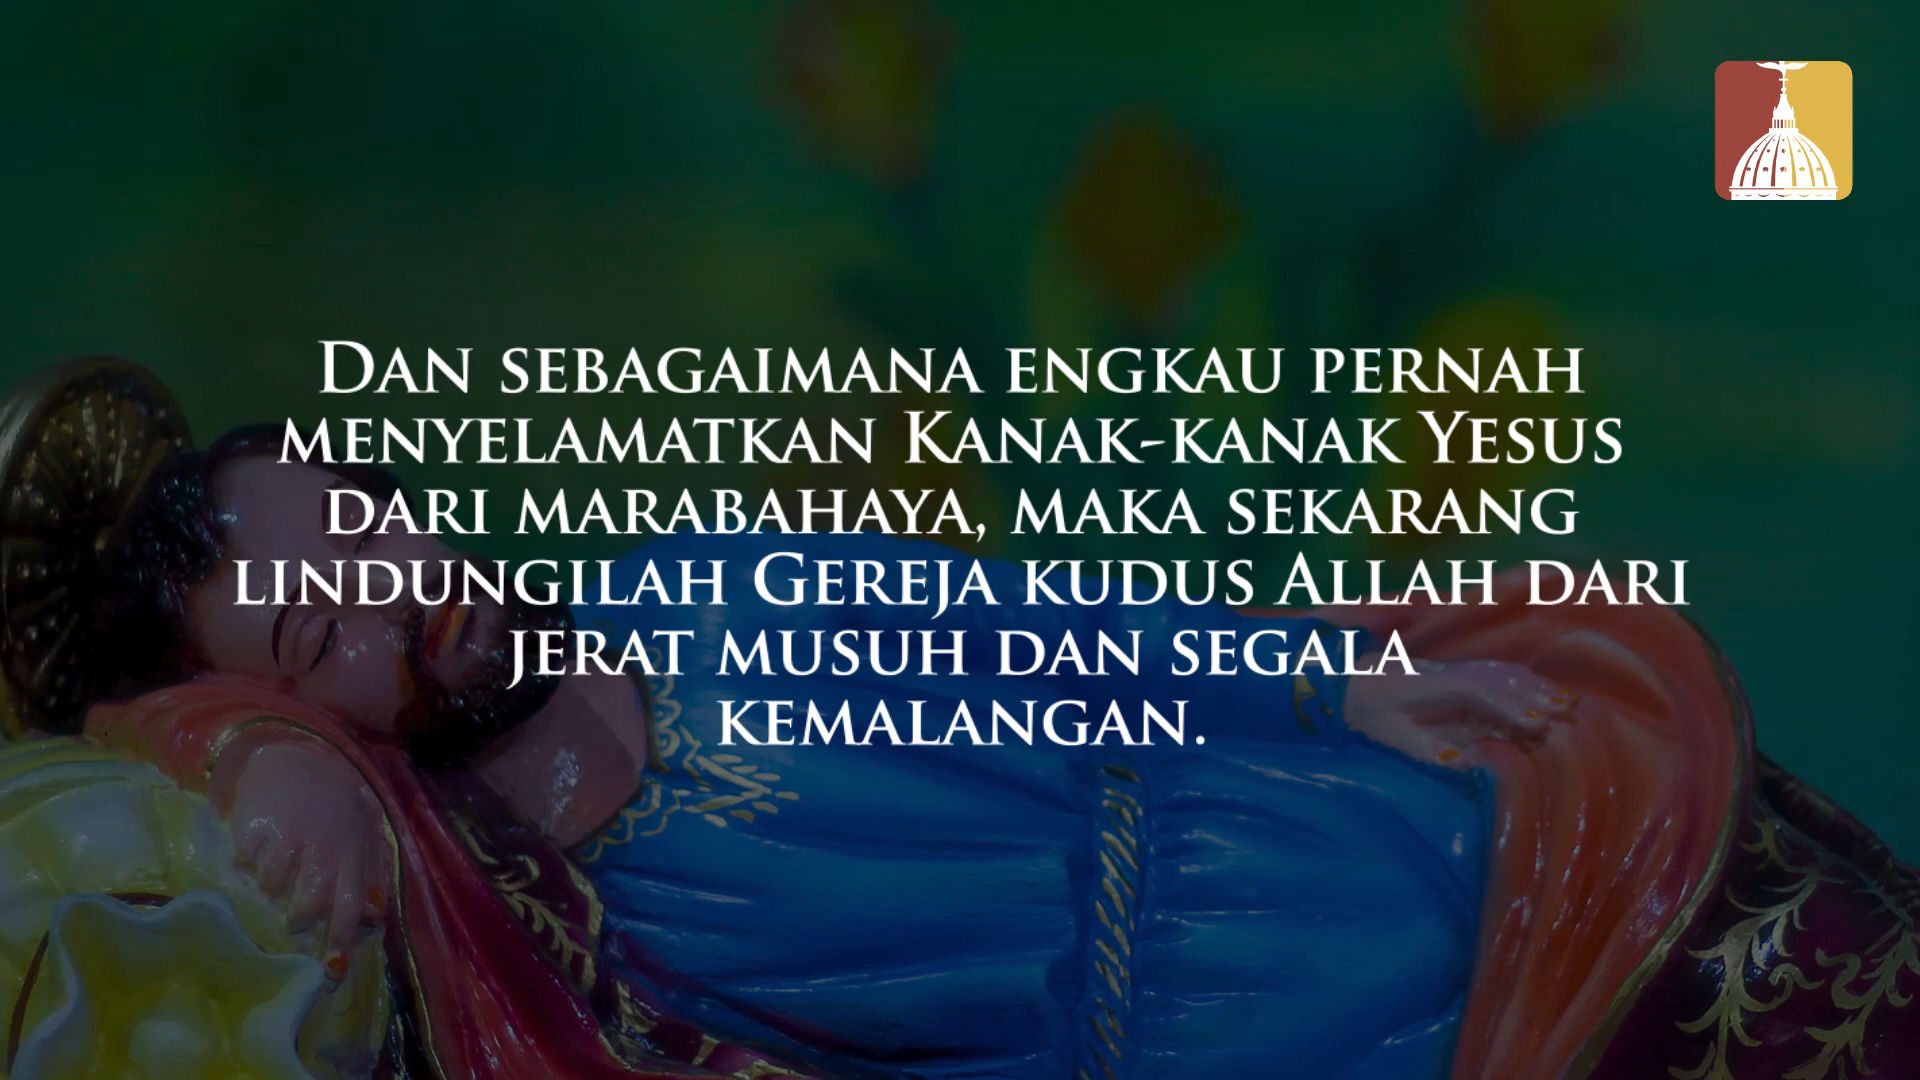 Dan sebagaimana engkau pernah
menyelamatkan Kanak-kanak Yesus
dari marabahaya, maka sekarang
lindungilah Gereja kudus Allah dari
jerat musuh dan segala
kemalangan.